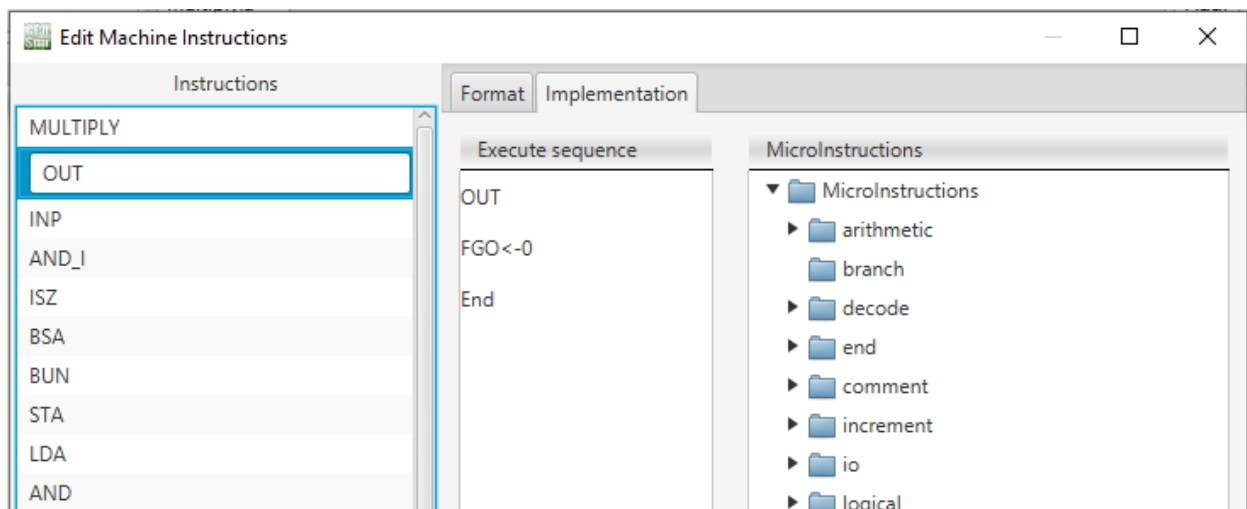 Edit Machine Instructions
Instructions
MULTIPLY
OUT
INP
AND_I
ISZ
BSA
BUN
STA
LDA
AND
Format Implementation
Execute sequence
OUT
FGO<-0
End
MicroInstructions
MicroInstructions
arithmetic
branch
decode
end
comment
increment
io
logical